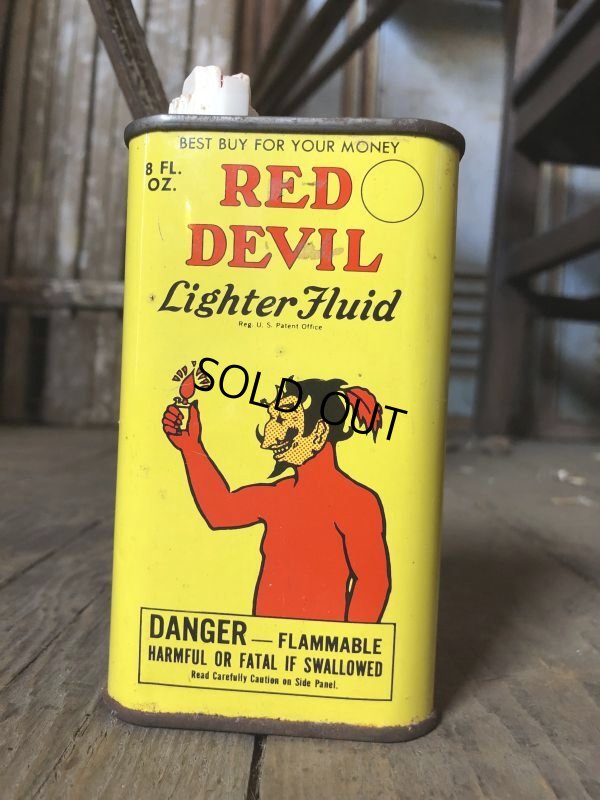 BEST BUY FOR YOUR MONEY
8 FL.
OZ.
RED
DEVIL
Lighter Fluid
Reg. U. S. Patent Office
SOLD OUT
DANGER — FLAMMABLE
HARMFUL OR FATAL IF SWALLOWED
Read Carefully Caution on Side Panel.